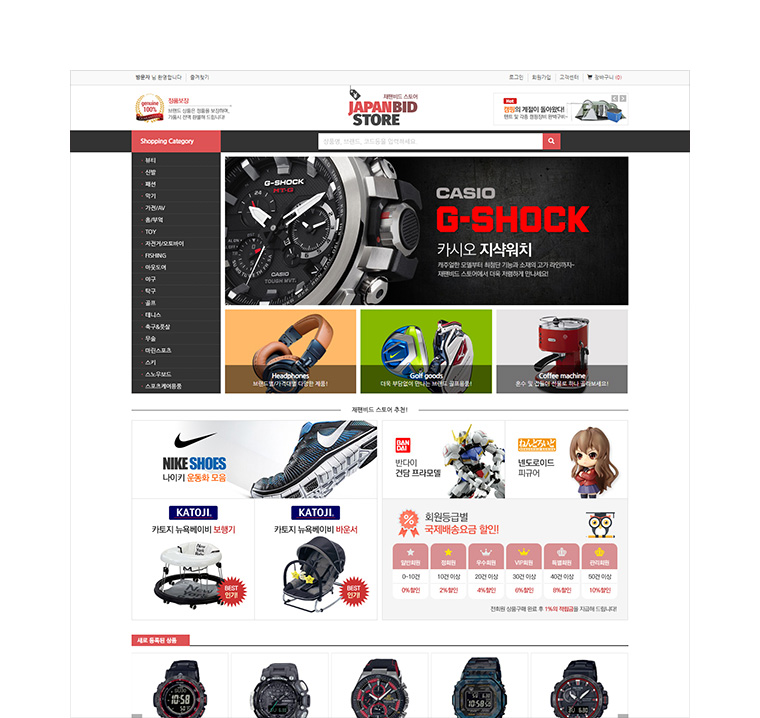 방문자 님 환영합니다 즐겨찾기
로그인 회원가입 고객센터 장바구니 (0)
genuine
100%
정품보장
브랜드 상품은 정품을 보장하며,
가품시 전액 환불해 드립니다!
재팬비드 스토어
JAPANBID
STORE
Hot
캠핑의 계절이 돌아왔다!
텐트 및 각종 캠핑장비 완벽구비~
Shopping Category
상품명, 브랜드, 코드등을 입력하세요
뷰티
신발
패션
악기
가전/AV
홈/부엌
TOY
자전거/오토바이
FISHING
아웃도어
야구
탁구
골프
테니스
축구&풋살
무술
마린스포츠
스키
스노우보드
스포츠케어용품
G-SHOCK
MT-G
CASIO
TOUGH MVT.
CASIO
G-SHOCK
카시오 지샥워치
캐주얼한 모델부터 최첨단 기능과 소재의 고가 라인까지~
재팬비드 스토어에서 더욱 저렴하게 만나세요!
Headphones
브랜드별/가격대별 다양한 제품!
Golf goods
더욱 부담없이 만나는 브랜드 골프용품!
Coffee machine
온수 및 컵들이 선물로 하나 골라보세요!
재팬비드 스토어 추천!
NIKE SHOES
나이키 운동화 모음
BAN
DAI
반다이
건담 프라모델
ねんどろいど
넨도로이드
피규어
KATOJI.
카토지 뉴욕베이비 보행기
New York Baby
BEST
인기!
KATOJI.
카토지 뉴욕베이비 바운서
BEST
인기!
회원등급별
국제배송요금 할인!
일반회원 정회원 우수회원 VIP회원 특별회원 관리회원
0-10건 10건 이상 20건 이상 30건 이상 40건 이상 50건 이상
0%할인 2%할인 4%할인 6%할인 8%할인 10%할인
전회원 상품구매 완료 후 1%의 적립금을 지급해 드립니다!
새로 등록된 상품